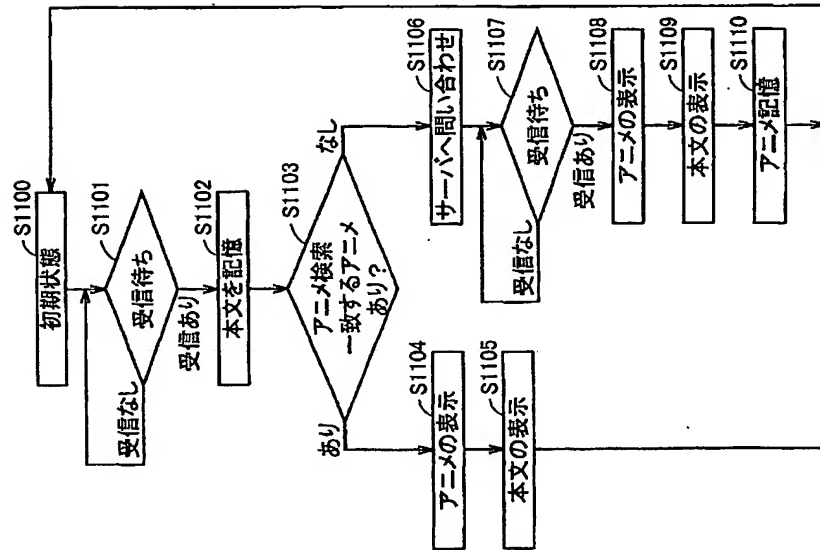 S1100
初期状態
S1101
受信待ち
受信なし
受信あり
S1102
本文を記憶
S1103
アニメ検索
一致するアニメ
あり？
あり
なし
S1104
アニメの表示
S1105
本文の表示
S1106
サーバへ問い合わせ
S1107
受信待ち
受信なし
受信あり
S1108
アニメの表示
S1109
本文の表示
S1110
アニメ記憶